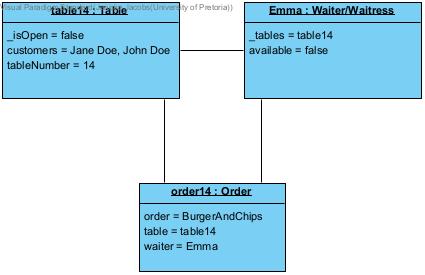 Visual Paradigm
Jacobs(University of Pretoria))
table14 : Table
_isOpen = false
customers = Jane Doe, John Doe
tableNumber = 14
Emma : Waiter/Waitress
_tables = table14
available = false
order14 : Order
order = BurgerAndChips
table = table14
waiter = Emma